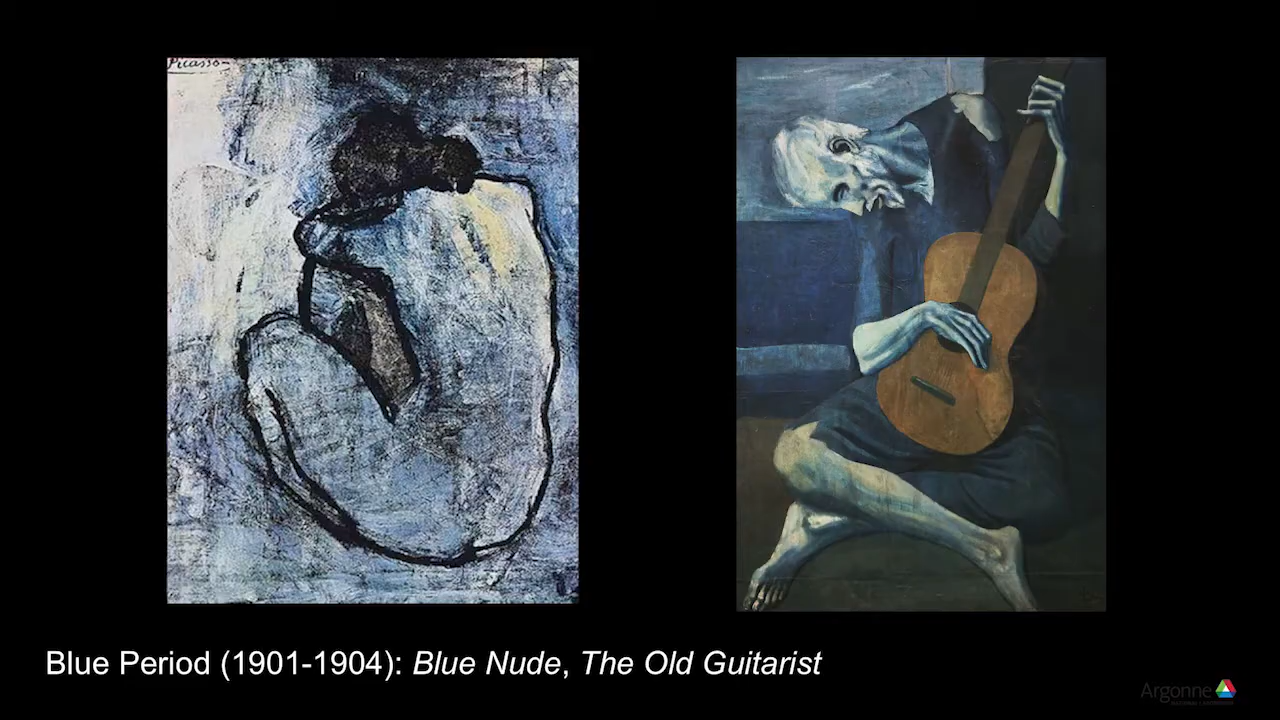 Picasso
Blue Period (1901-1904): Blue Nude, The Old Guitarist
Argonne